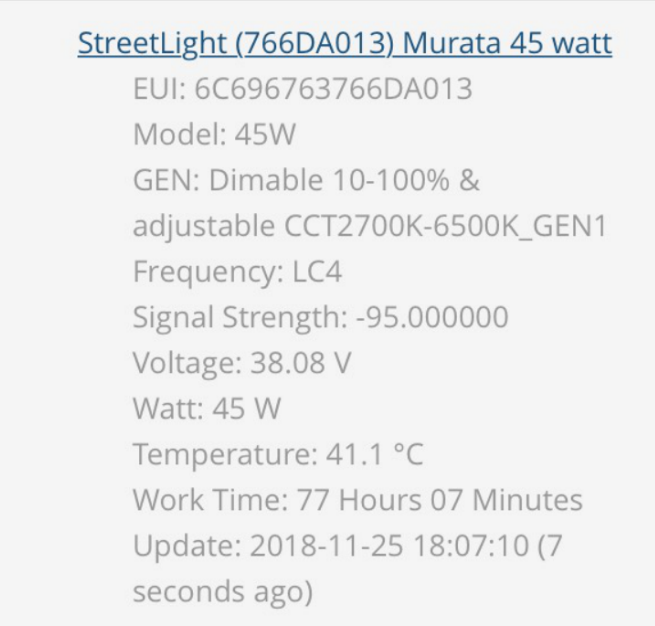 StreetLight (766DA013) Murata 45 watt
EUI: 6C696763766DA013
Model: 45W
GEN: Dimable 10-100% &
adjustable CCT2700K-6500K_GEN1
Frequency: LC4
Signal Strength: -95.000000
Voltage: 38.08 V
Watt: 45 W
Temperature: 41.1 °C
Work Time: 77 Hours 07 Minutes
Update: 2018-11-25 18:07:10 (7
seconds ago)